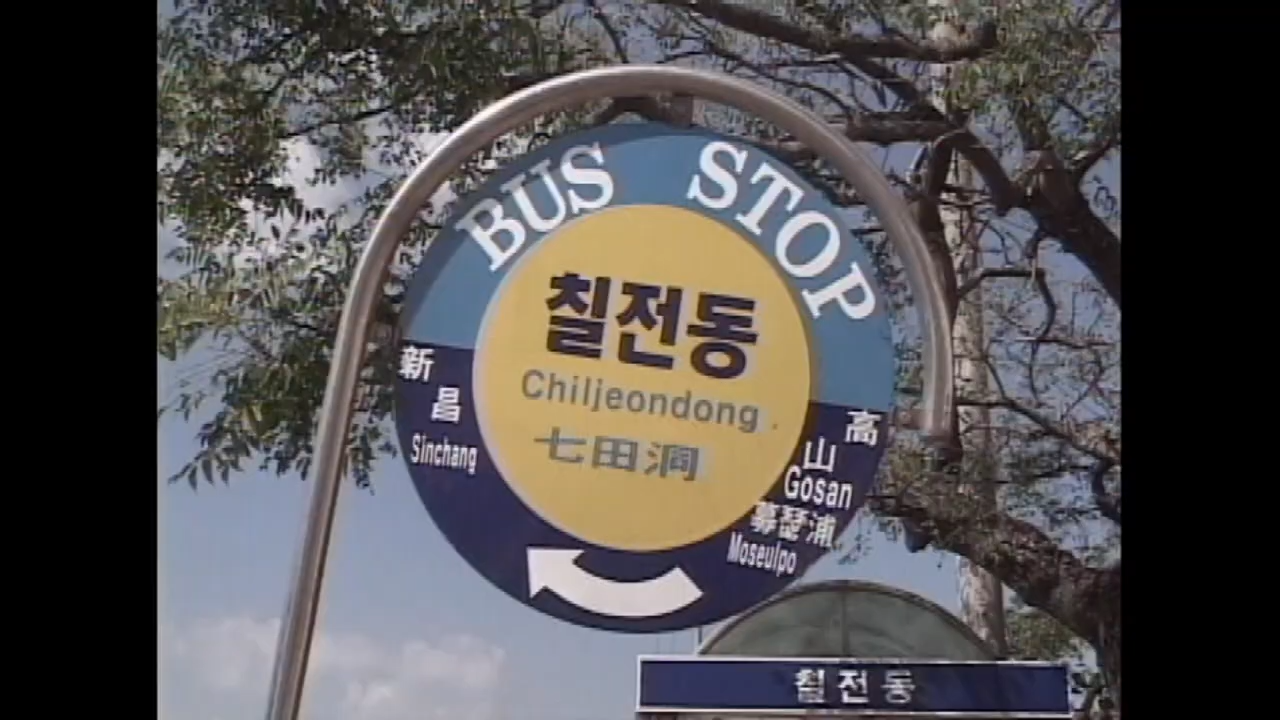 BUS STOP
칠전동
Chiljeondong
七田洞
新昌
Sinchang
高山
Gosan
摹瑟浦
Moseulpo
칠전동